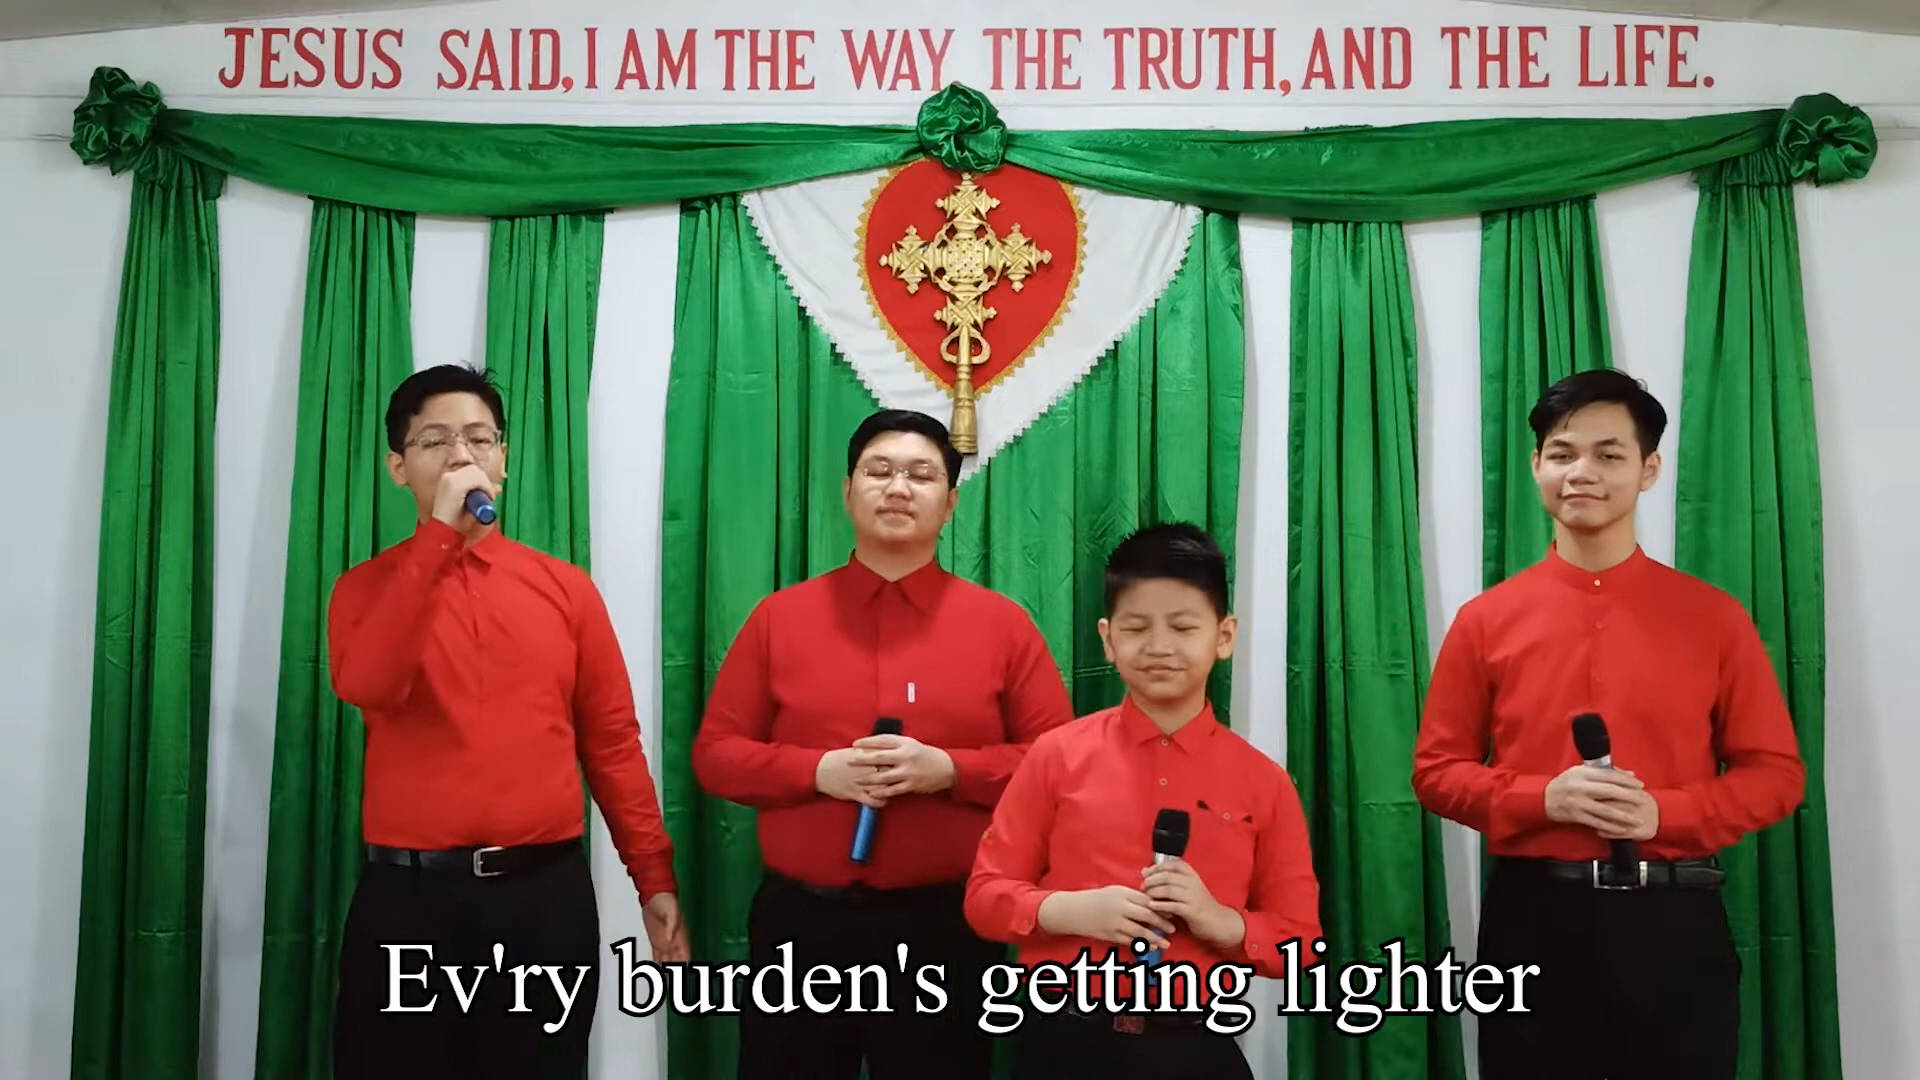 JESUS SAID, I AM THE WAY THE TRUTH, AND THE LIFE.
Ev'ry burden's getting lighter